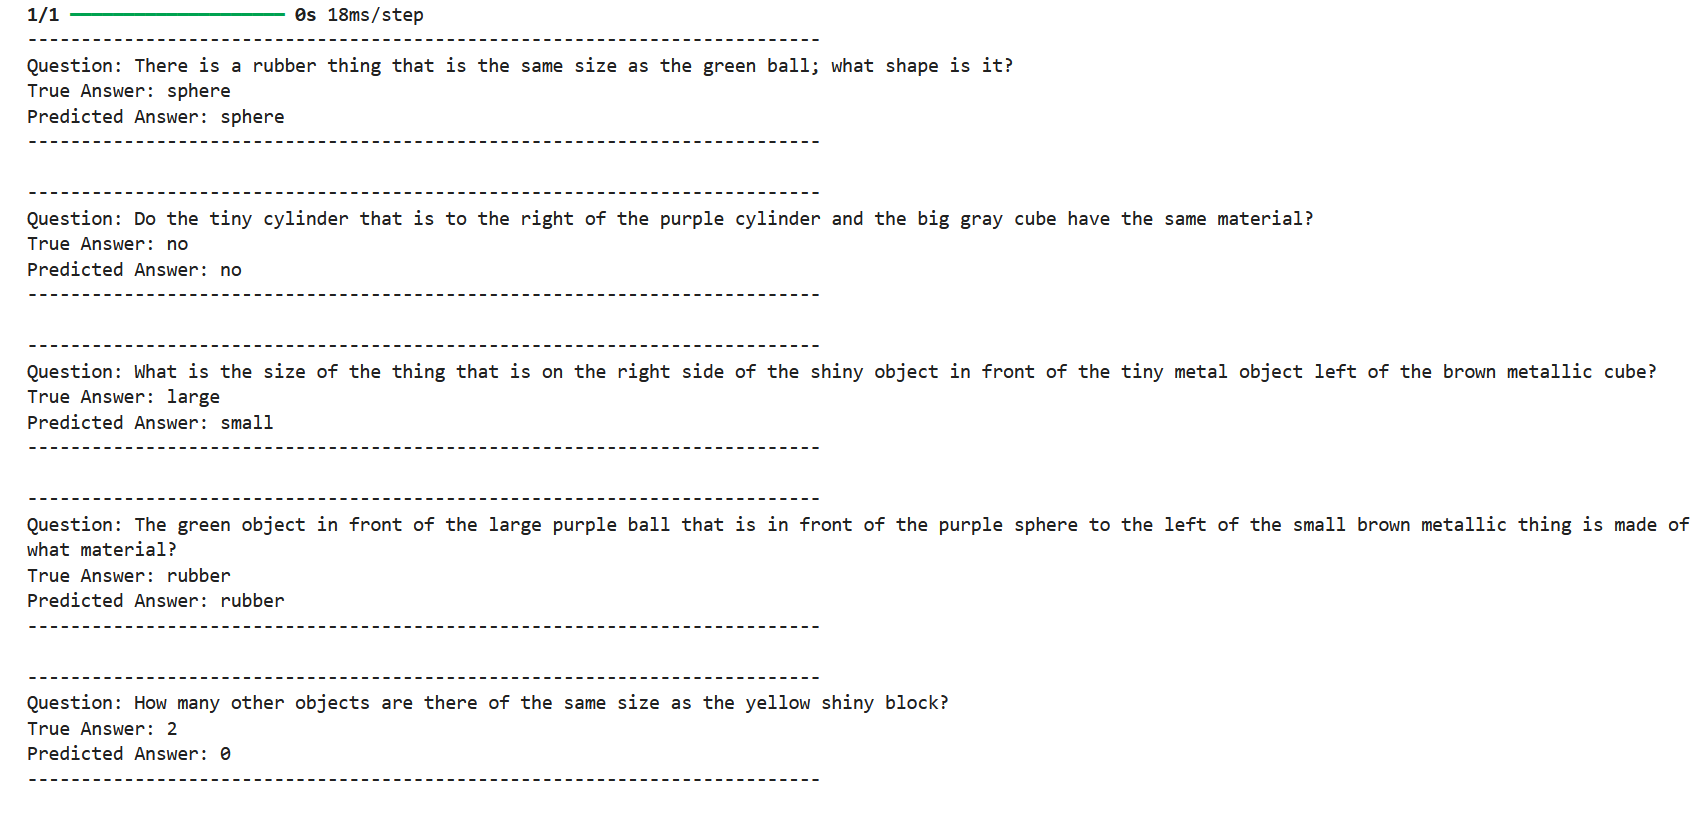 1/1 ━━━━━━━━━━━━━━━━━━━━ 0s 18ms/step
--------------------------------------------------------------------------
Question: There is a rubber thing that is the same size as the green ball; what shape is it?
True Answer: sphere
Predicted Answer: sphere
--------------------------------------------------------------------------
--------------------------------------------------------------------------
Question: Do the tiny cylinder that is to the right of the purple cylinder and the big gray cube have the same material?
True Answer: no
Predicted Answer: no
--------------------------------------------------------------------------
--------------------------------------------------------------------------
Question: What is the size of the thing that is on the right side of the shiny object in front of the tiny metal object left of the brown metallic cube?
True Answer: large
Predicted Answer: small
--------------------------------------------------------------------------
--------------------------------------------------------------------------
Question: The green object in front of the large purple ball that is in front of the purple sphere to the left of the small brown metallic thing is made of
what material?
True Answer: rubber
Predicted Answer: rubber
--------------------------------------------------------------------------
--------------------------------------------------------------------------
Question: How many other objects are there of the same size as the yellow shiny block?
True Answer: 2
Predicted Answer: 0
--------------------------------------------------------------------------